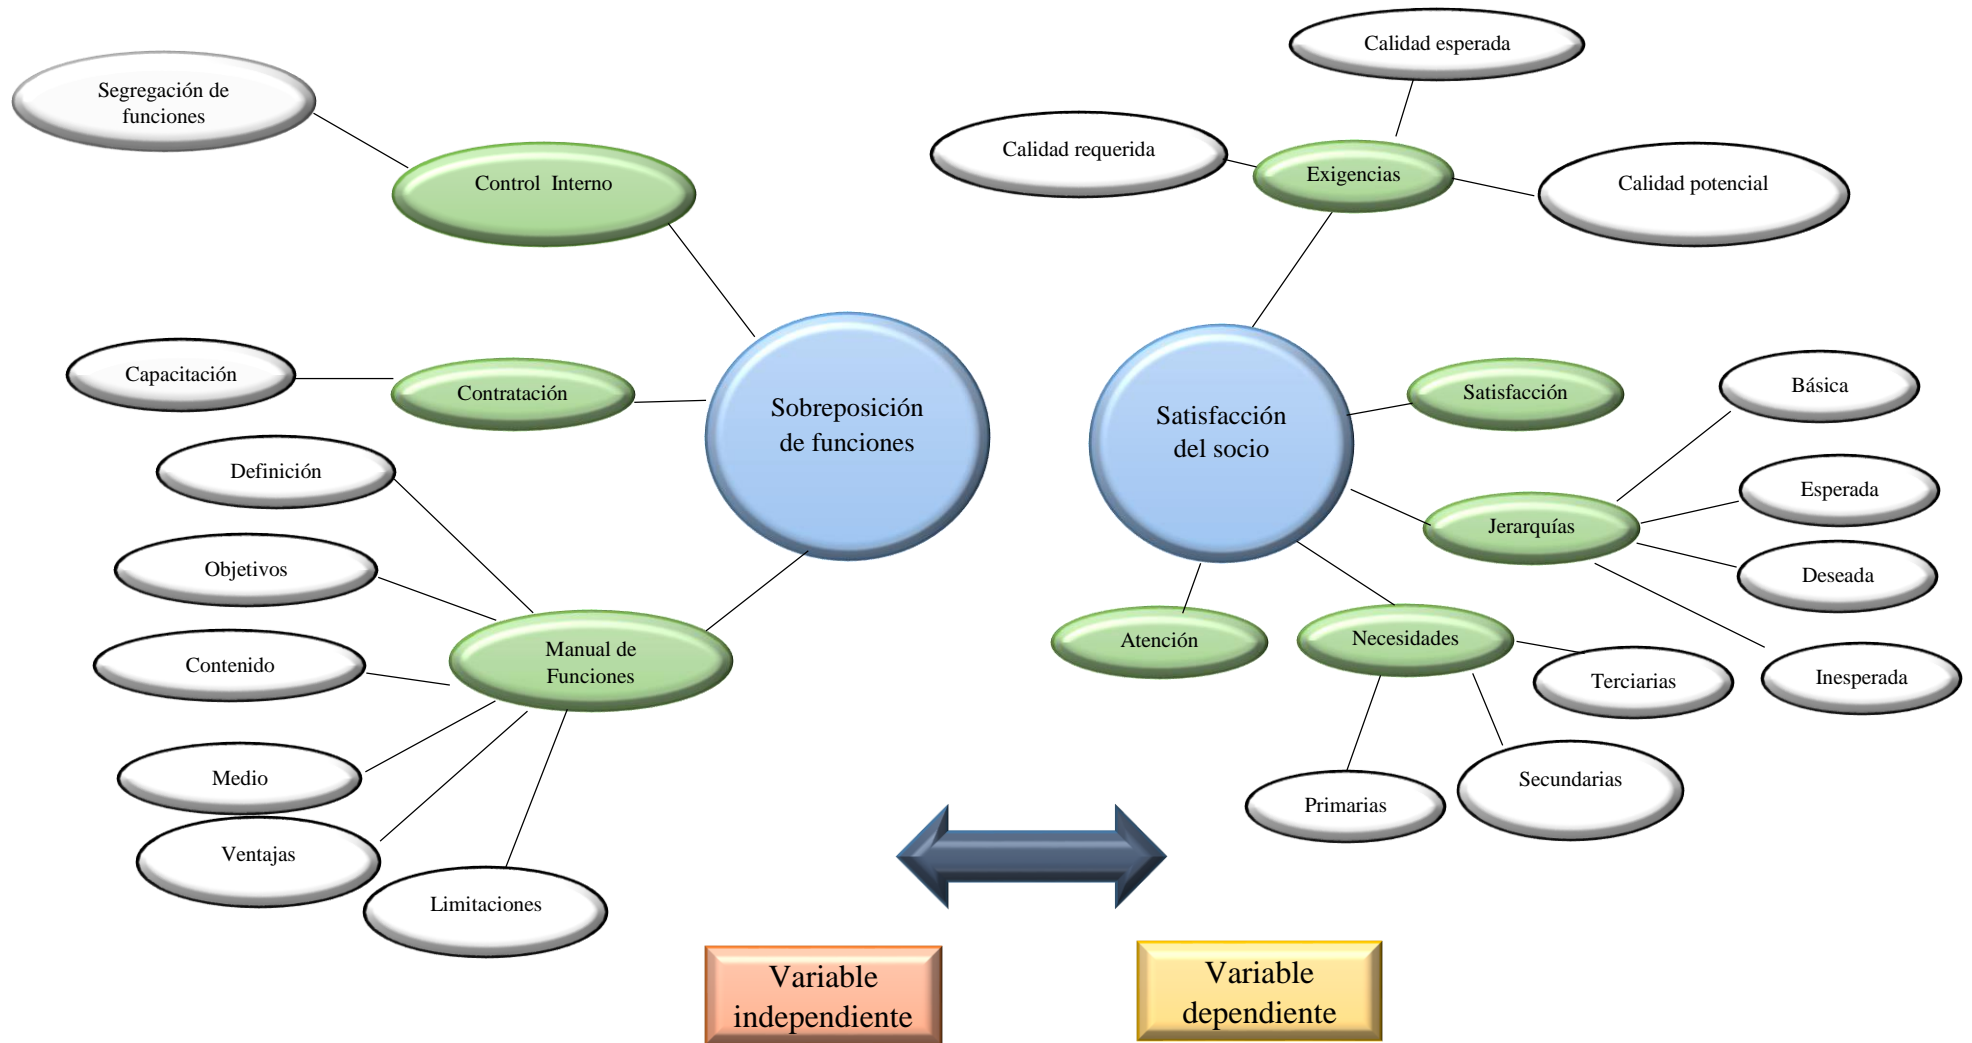 Calidad esperada
Segregación de
funciones
Calidad requerida
Control  Interno
Exigencias
Calidad potencial
Capacitación
Contratación
Sobreposición
de funciones
Satisfacción
del socio
Satisfacción
Básica
Definición
Esperada
Objetivos
Jerarquías
Deseada
Contenido
Manual de
Funciones
Atención
Necesidades
Terciarias
Inesperada
Medio
Primarias
Secundarias
Ventajas
Limitaciones
Variable
independiente
Variable
dependiente